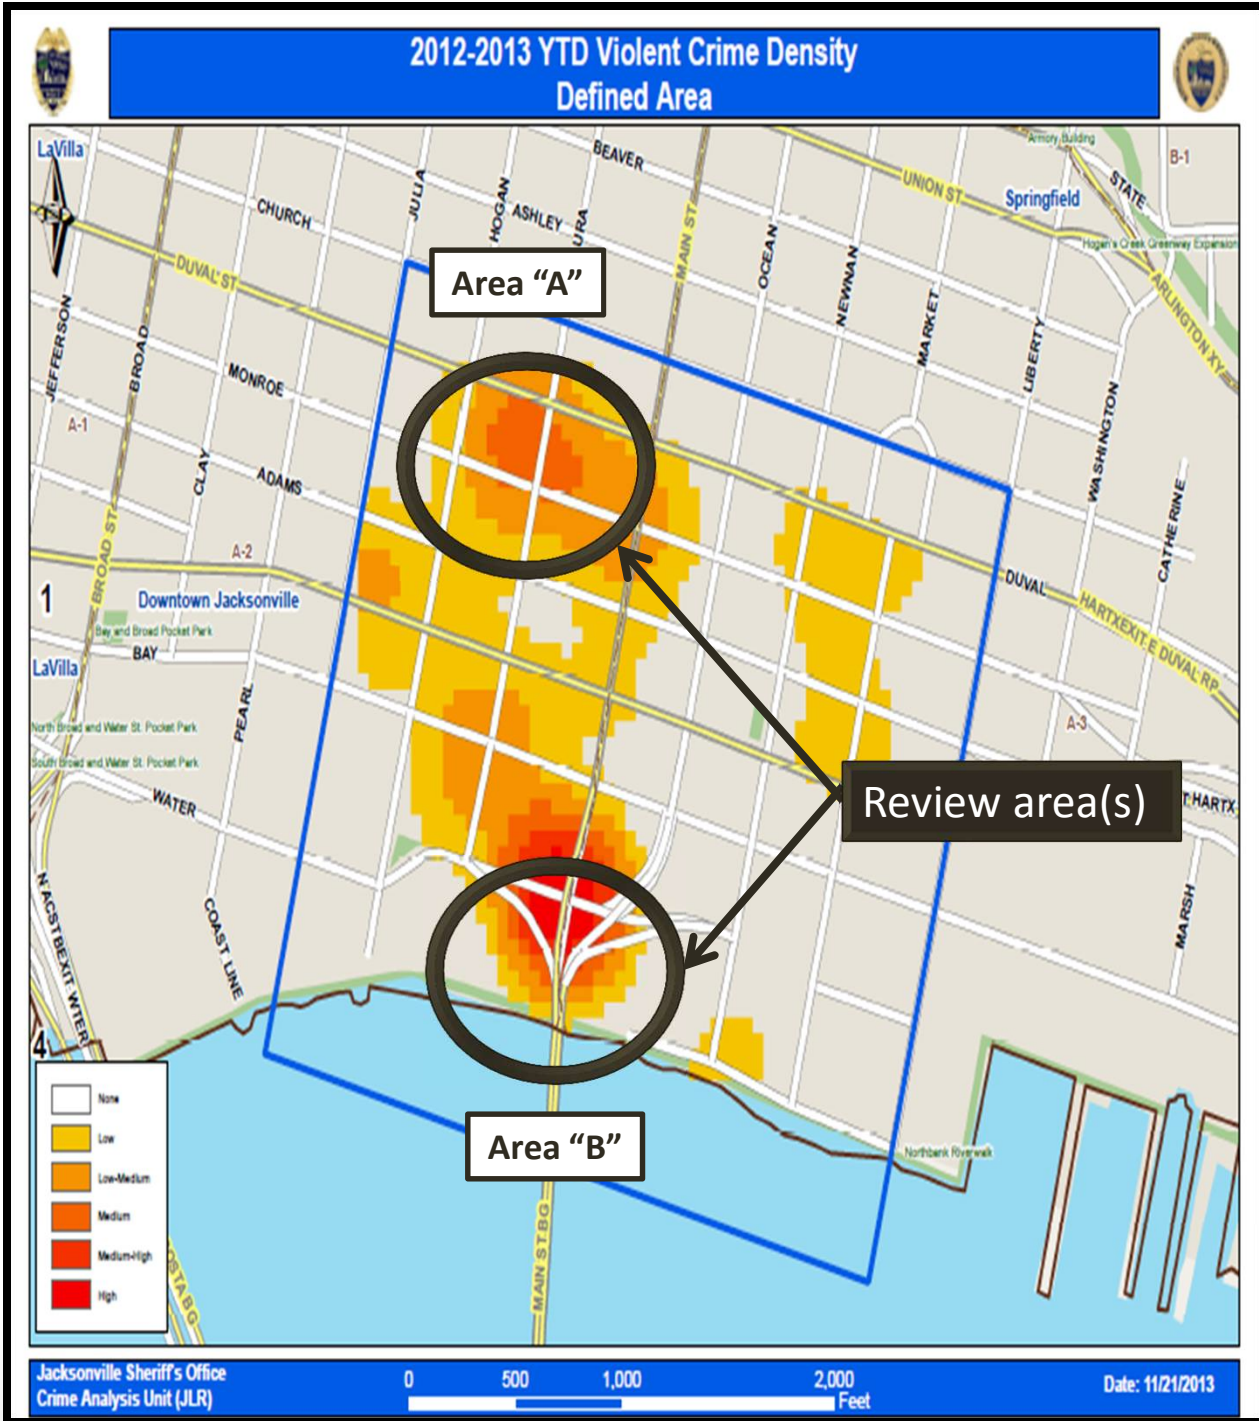 2012-2013 YTD Violent Crime Density
Defined Area
LaVilla
BEAVER
Armory Building
B-1
UNION ST
Springfield
STATE
CHURCH
JULIA
HOGAN
ASHLEY
URA
MAIN ST
OCEAN
NEWNAN
MARKET
LIBERTY
Hogan's Creek Greenway Expansion
ARLINGTON XY
DUVAL ST
Area “A”
JEFFERSON
BROAD
MONROE
WASHINGTON
CATHERINE
A-1
CLAY
ADAMS
BROAD ST
A-2
1
Downtown Jacksonville
DUVAL
HARTXEXIT E DUVAL RP
Bay and Broad Pocket Park
BAY
LaVilla
PEARL
North Broad and Water St. Pocket Park
South Broad and Water St. Pocket Park
A-3
WATER
Review area(s)
T HARTX
COAST LINE
MARSH
4
None
Low
Low-Medium
Medium
Medium-High
High
Area “B”
Northbank Riverwalk
MAIN ST BG
OSTA BG
Jacksonville Sheriff's Office
Crime Analysis Unit (JLR)
0 500 1,000 2,000
Feet
Date: 11/21/2013